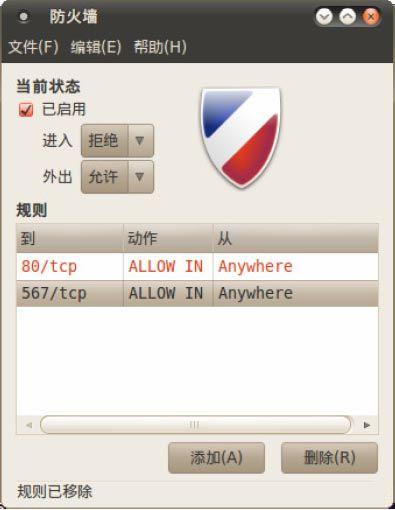 防火墙
文件(F) 编辑(E) 帮助(H)
当前状态
已启用
进入 拒绝
外出 允许
规则
到 动作 从
80/tcp ALLOW IN Anywhere
567/tcp ALLOW IN Anywhere
添加(A) 删除(R)
规则已移除